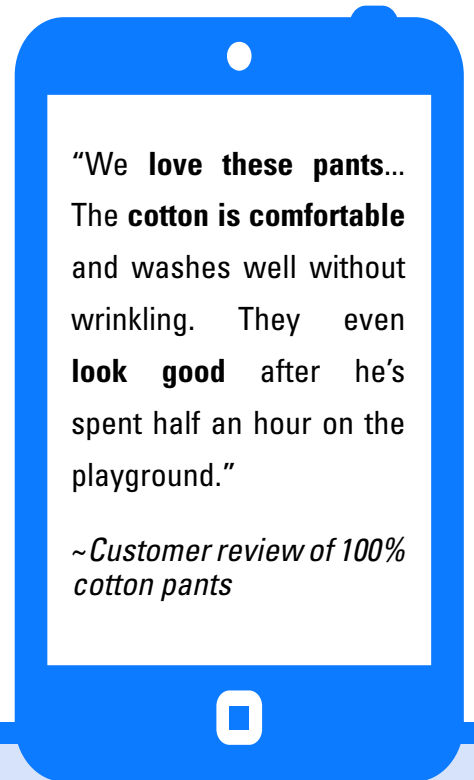 “We love these pants...
The cotton is comfortable
and washes well without
wrinkling. They even
look good after he’s
spent half an hour on the
playground.”
~Customer review of 100%
cotton pants